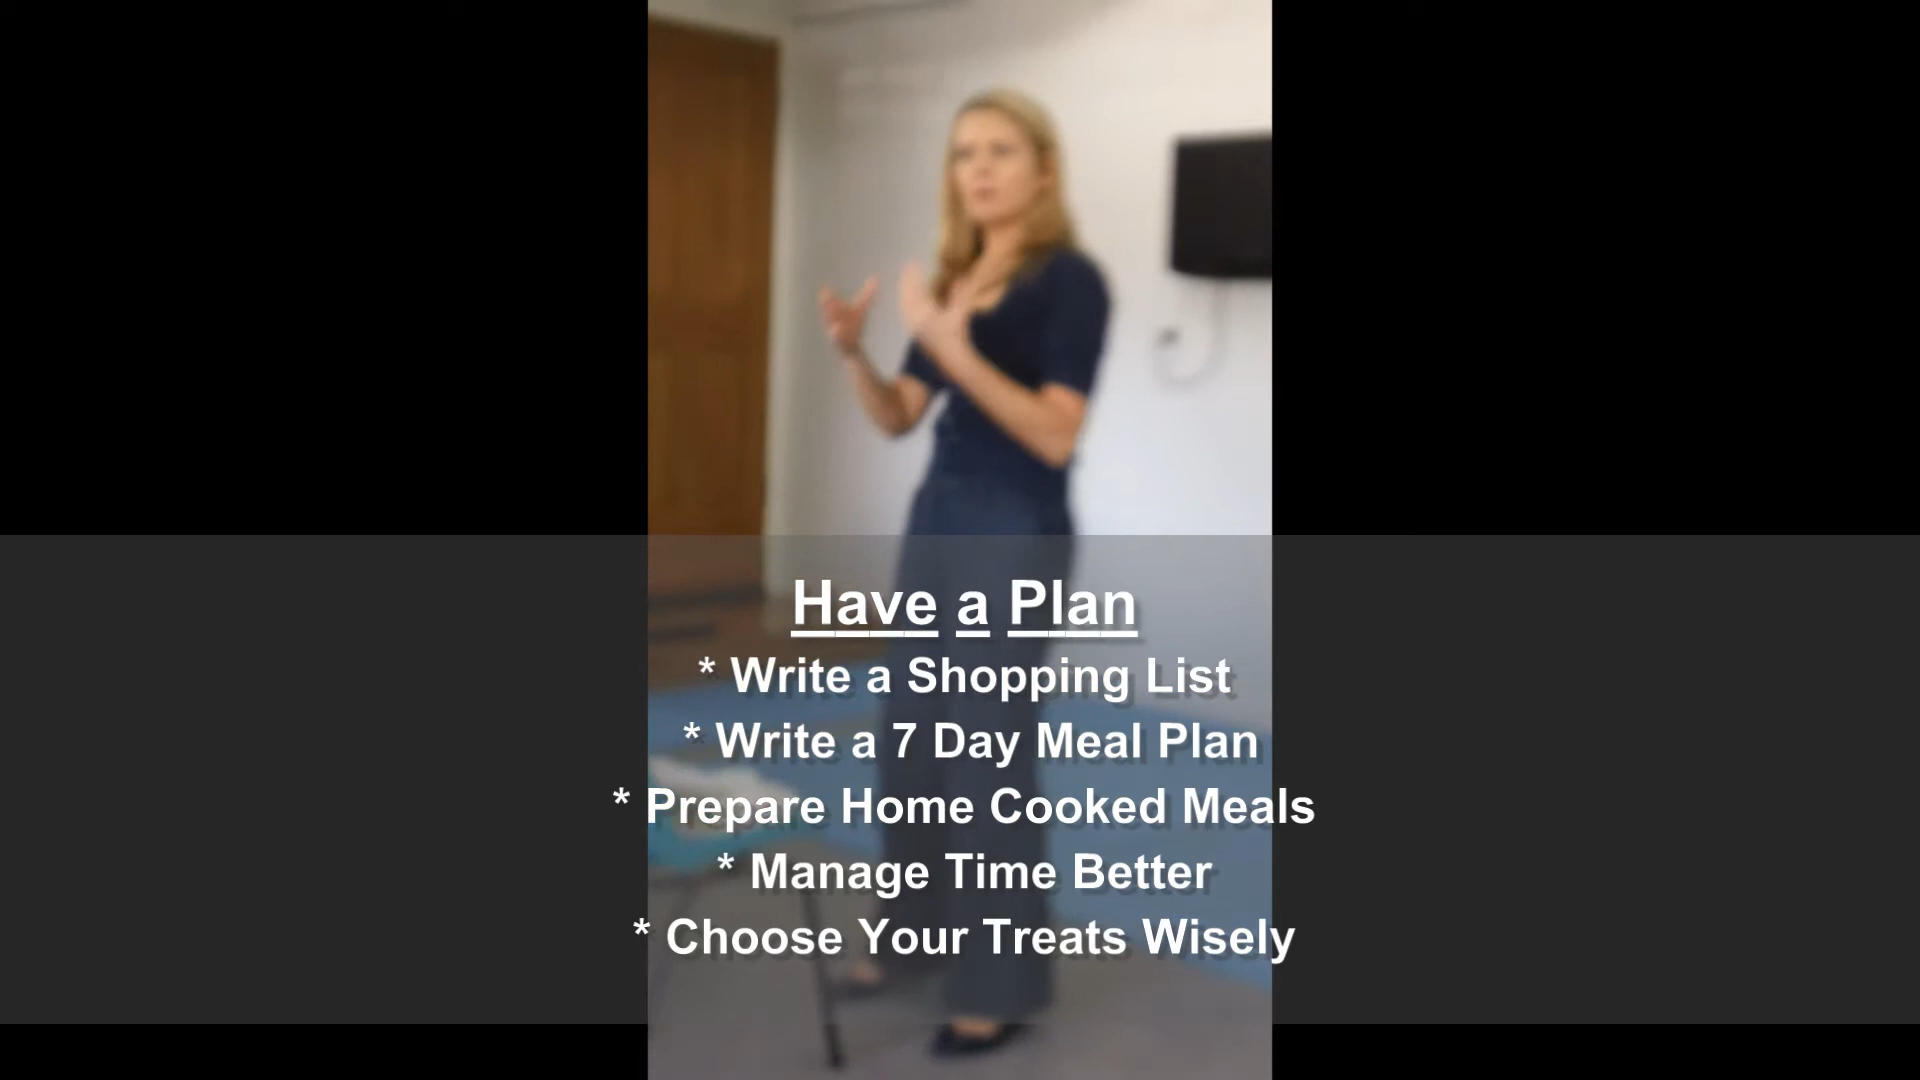 Have a Plan
* Write a Shopping List
* Write a 7 Day Meal Plan
* Prepare Home Cooked Meals
* Manage Time Better
* Choose Your Treats Wisely